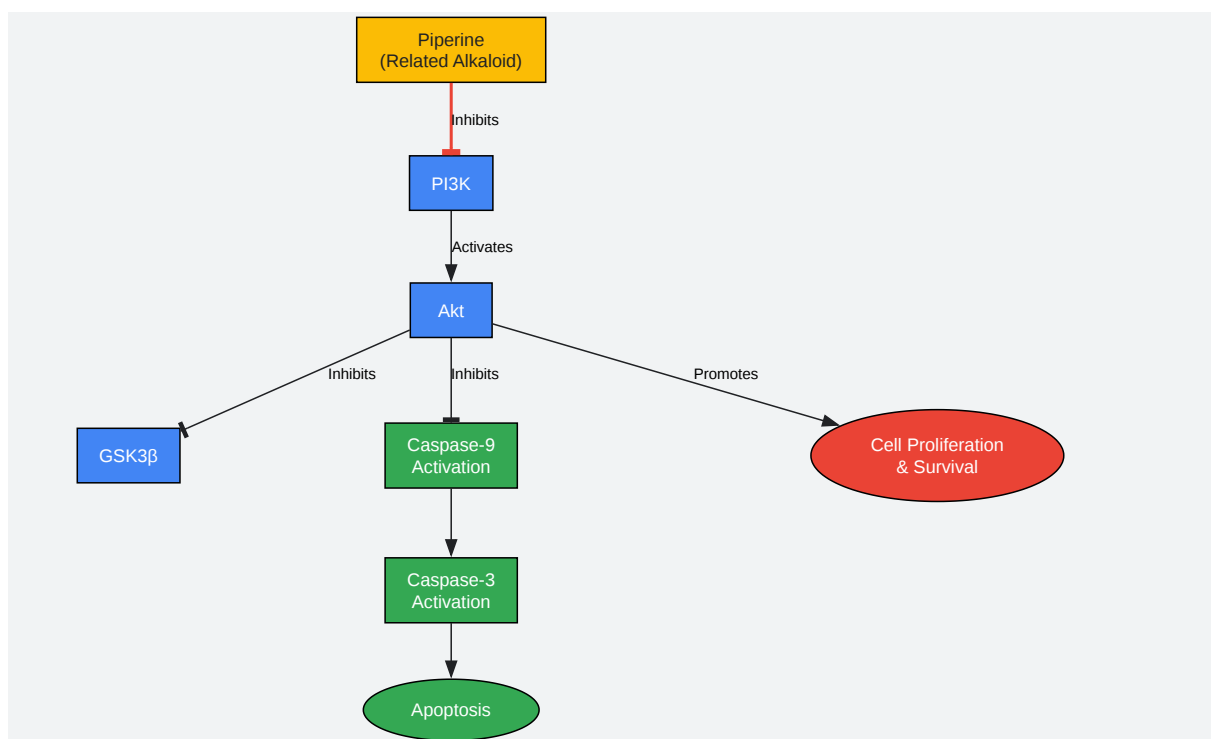 Piperine
(Related Alkaloid)
Inhibits
PI3K
Activates
Akt
Inhibits
Inhibits
Promotes
GSK3β
Caspase-9
Activation
Cell Proliferation
& Survival
Caspase-3
Activation
Apoptosis